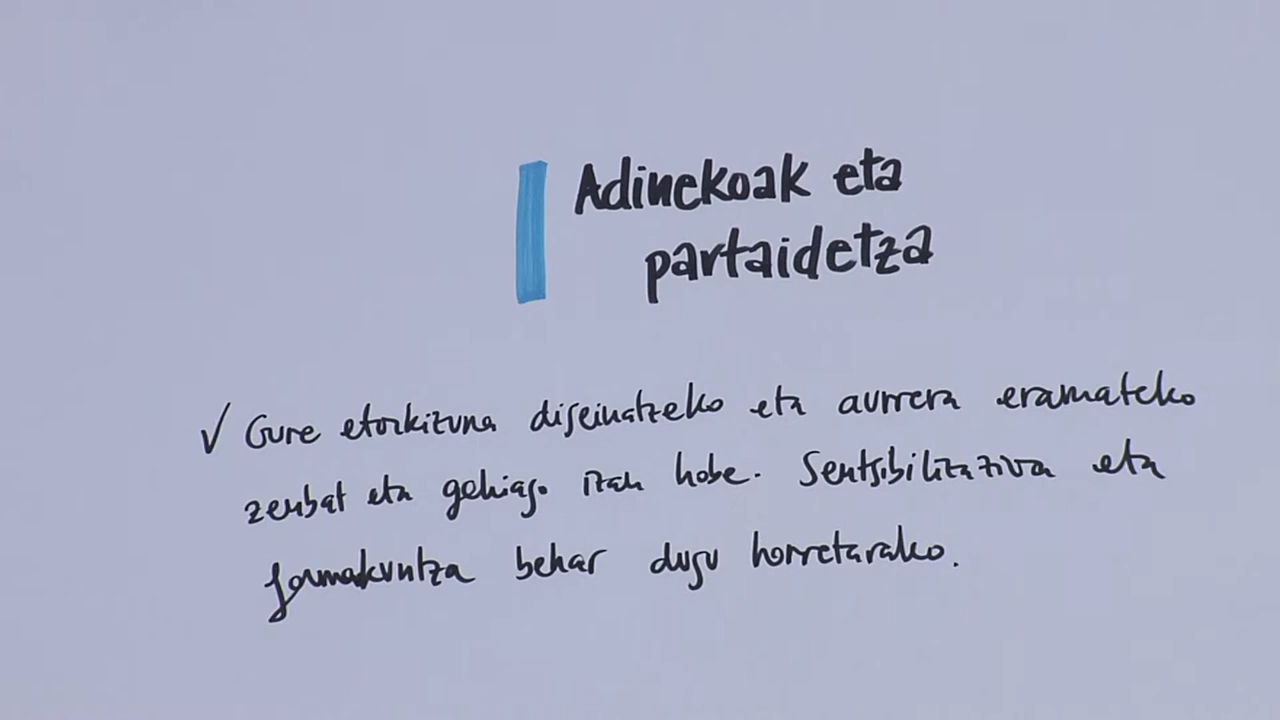 Adinekoak eta
partaidetza
✓ Gure etorkizuna diseinatzeko eta aurrera eramateko
zenbat eta gehiago izan hobe. Sentsibilizazioa eta
formakuntza behar dugu horretarako.